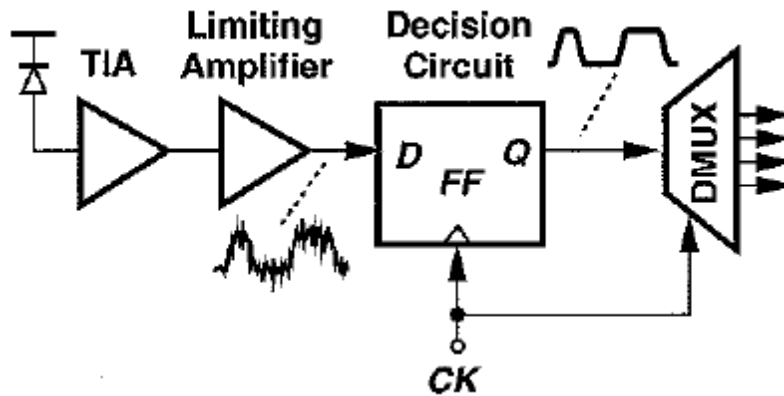 TIA
Limiting
Amplifier
Decision
Circuit
D
Q
FF
DMUX
CK